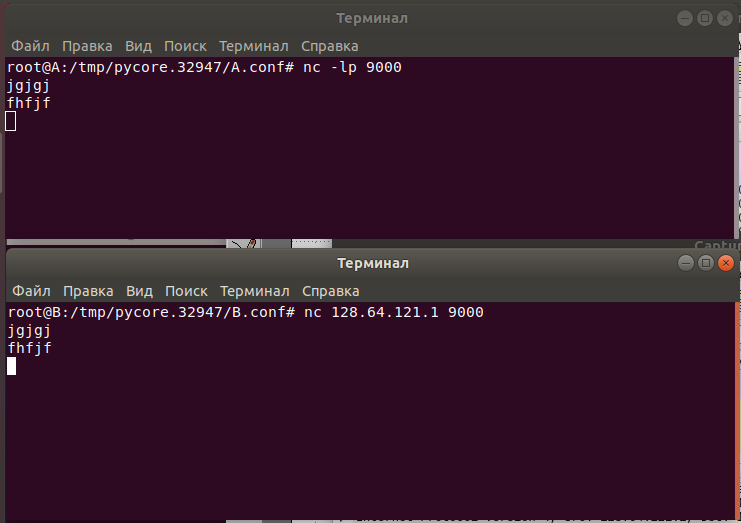 Терминал
Файл Правка Вид Поиск Терминал Справка
root@A:/tmp/pycore.32947/A.conf# nc -lp 9000
jgjgj
fhfjf
Captur
Терминал
Файл Правка Вид Поиск Терминал Справка
root@B:/tmp/pycore.32947/B.conf# nc 128.64.121.1 9000
jgjgj
fhfjf